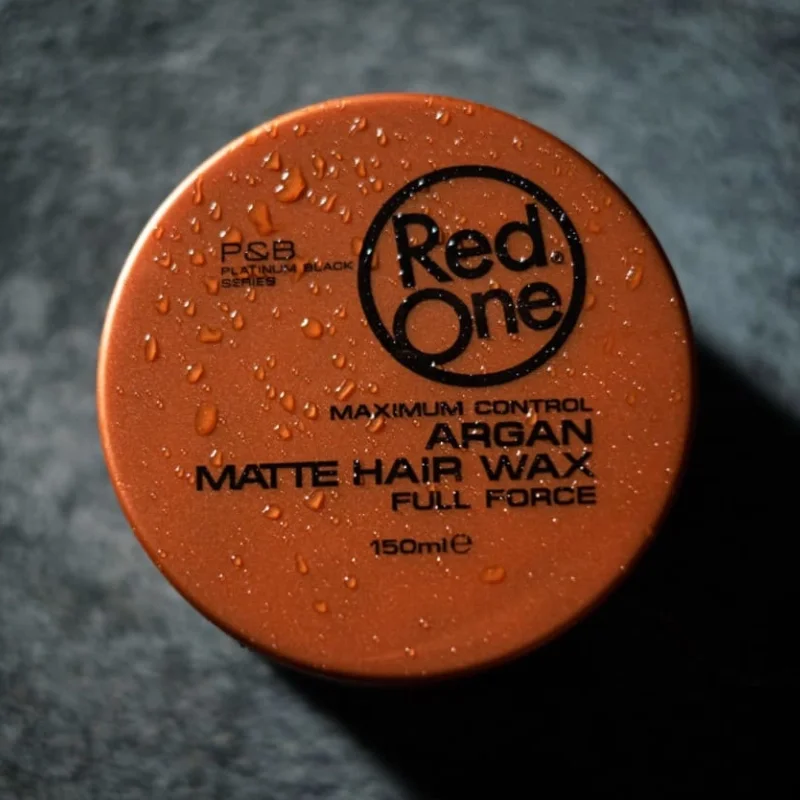 Red
One
P&B
PLATINUM BLACK
SERIES
MAXIMUM CONTROL
ARGAN
MATTE HAiR WAX
FULL FORCE
150ml℮